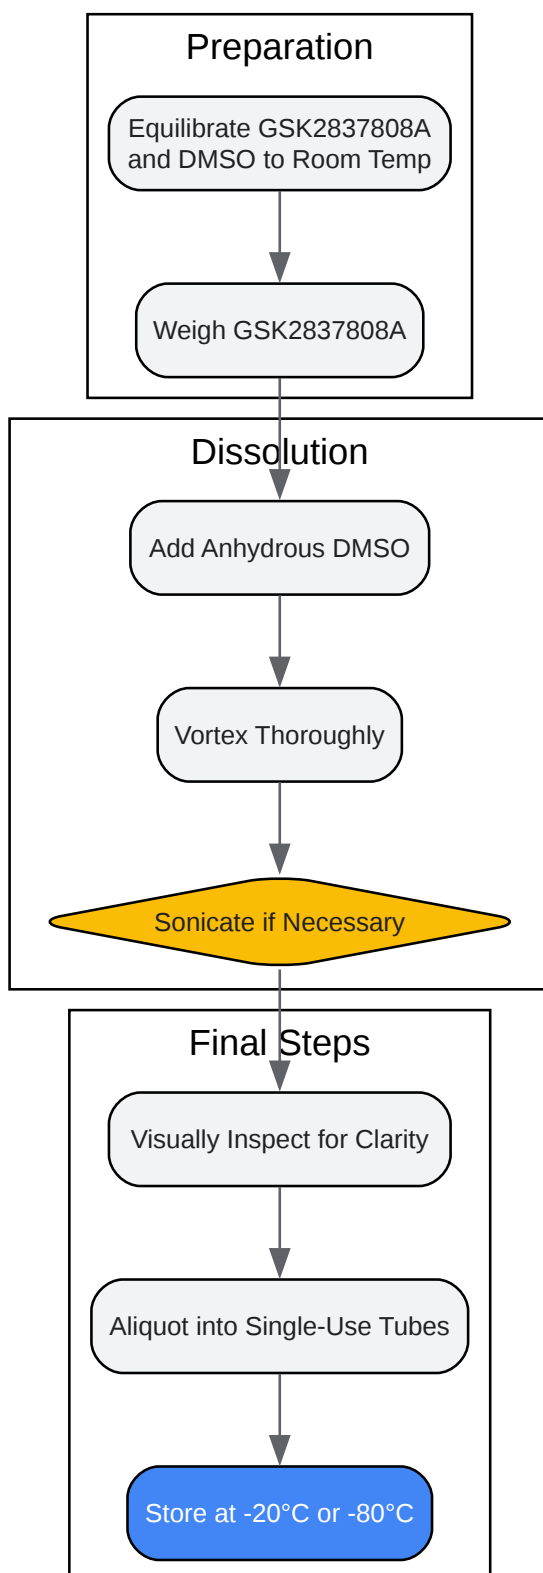 Preparation
Equilibrate GSK2837808A
and DMSO to Room Temp
Weigh GSK2837808A
Dissolution
Add Anhydrous DMSO
Vortex Thoroughly
Sonicate if Necessary
Final Steps
Visually Inspect for Clarity
Aliquot into Single-Use Tubes
Store at -20°C or -80°C